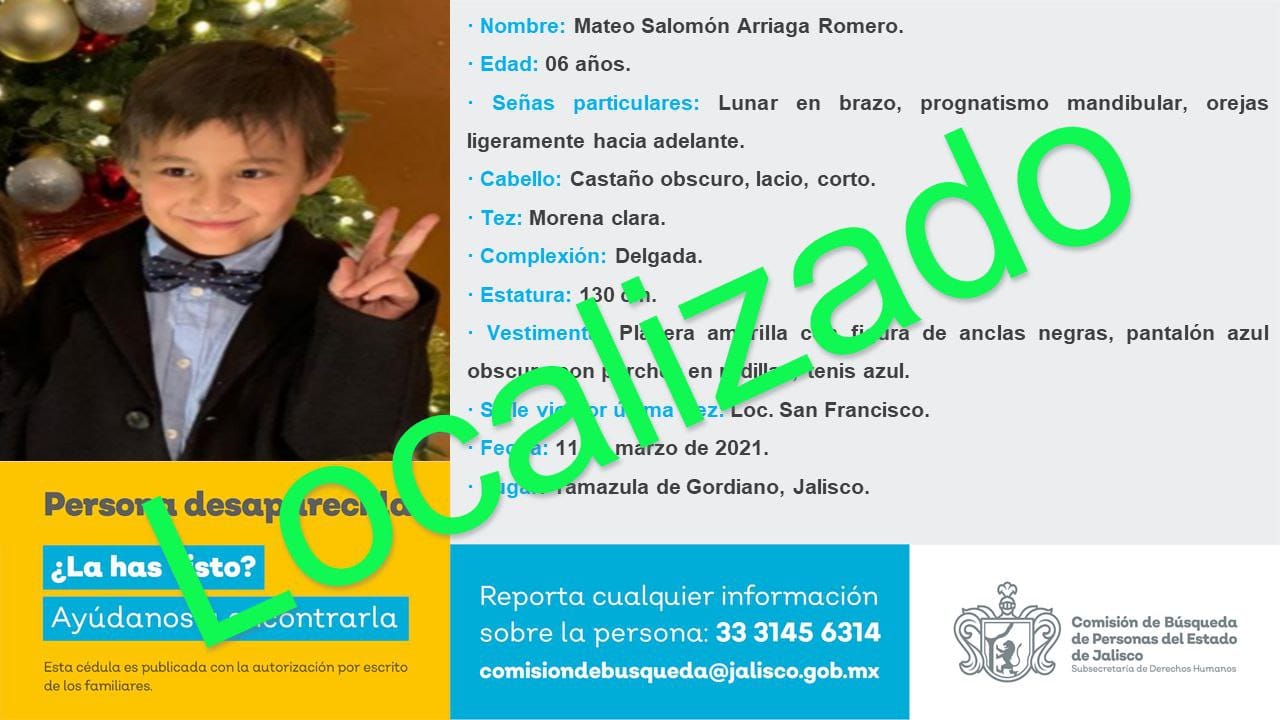 · Nombre: Mateo Salomón Arriaga Romero.
· Edad: 06 años.
· Señas particulares: Lunar en brazo, prognatismo mandibular, orejas
ligeramente hacia adelante.
· Cabello: Castaño obscuro, lacio, corto.
· Tez: Morena clara.
· Complexión: Delgada.
· Estatura: 130 cm.
· Vestimenta: Playera amarilla con figura de anclas negras, pantalón azul
obscuro con parches en rodillas, tenis azul.
· Se le vio por última vez: Loc. San Francisco.
· Fecha: 11 de marzo de 2021.
· Lugar: Tamazula de Gordiano, Jalisco.
Localizado
Persona desaparecida
¿La has visto?
Ayúdanos a encontrarla
Esta cédula es publicada con la autorización por escrito
de los familiares.
Reporta cualquier información
sobre la persona: 33 3145 6314
comisiondebusqueda@jalisco.gob.mx
Comisión de Búsqueda
de Personas del Estado
de Jalisco
Subsecretaría de Derechos Humanos